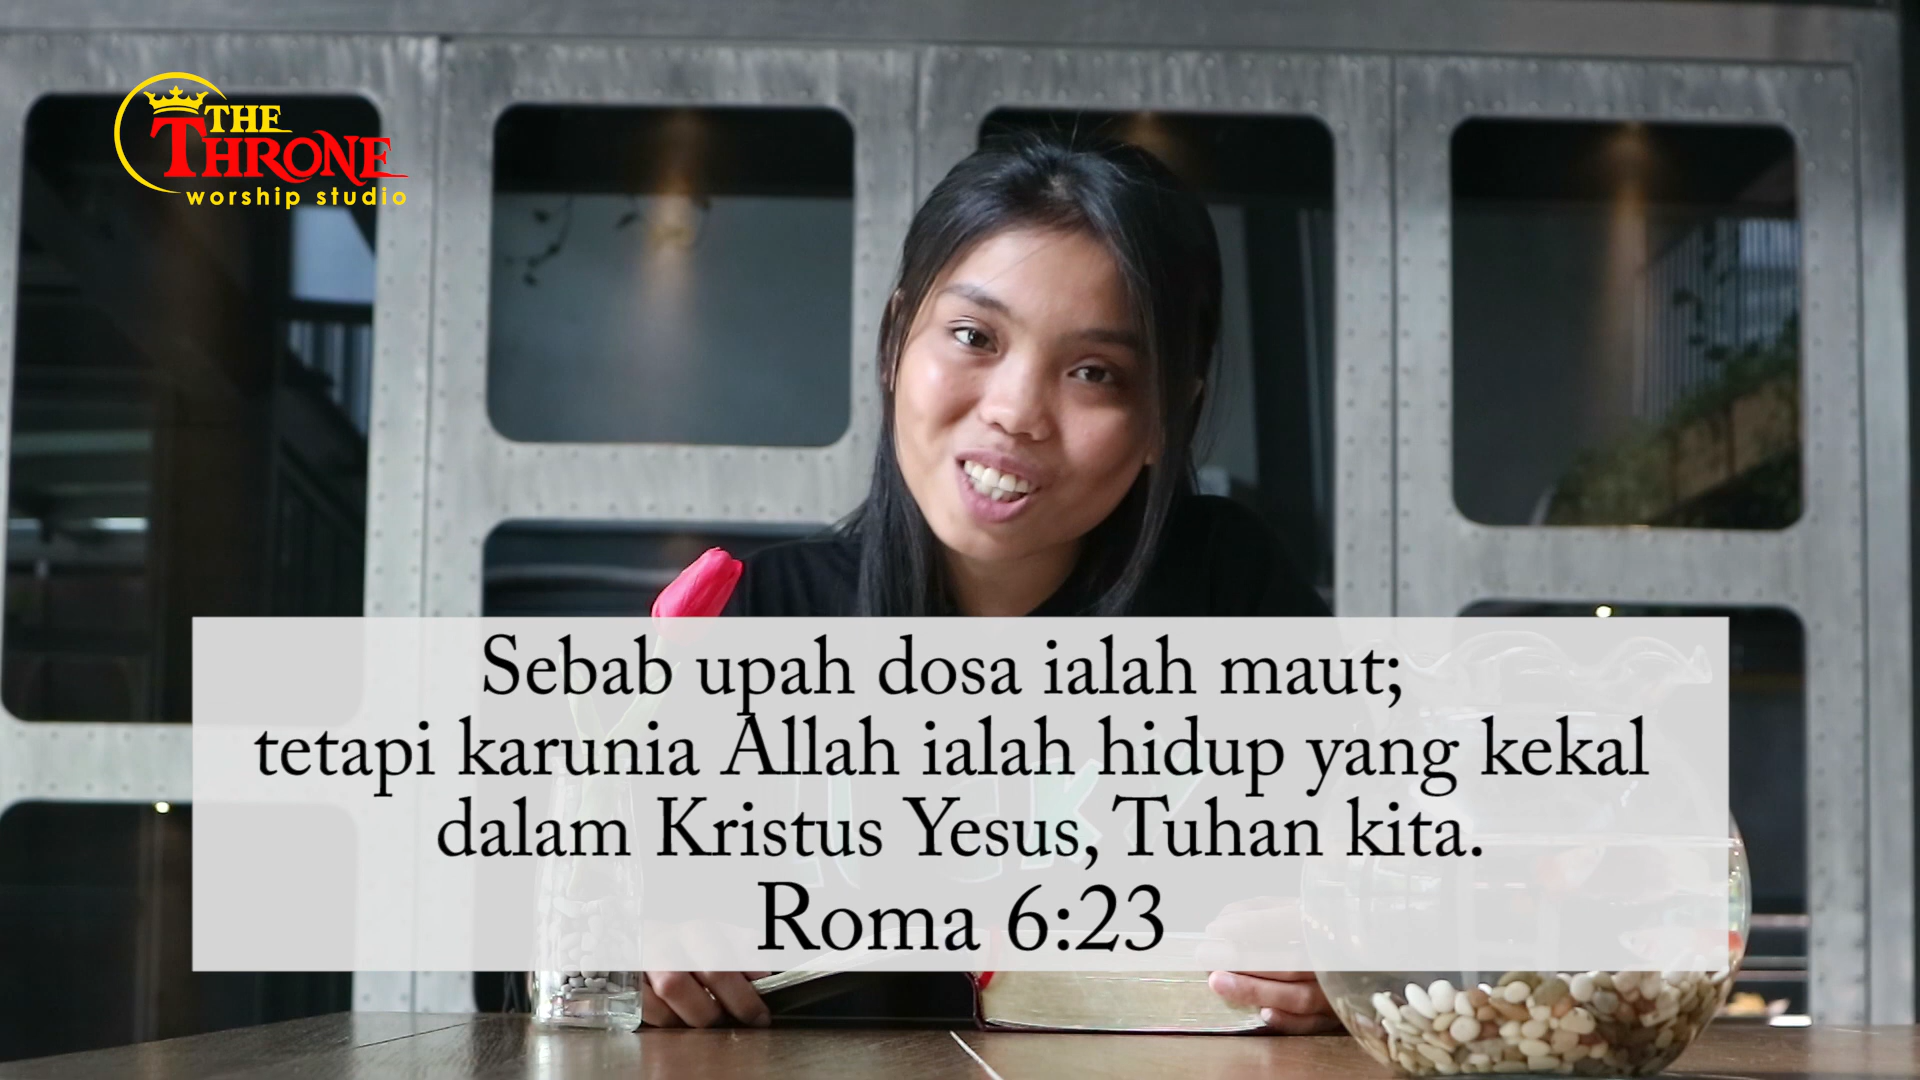 THE
THRONE
worship studio
Sebab upah dosa ialah maut;
tetapi karunia Allah ialah hidup yang kekal
dalam Kristus Yesus, Tuhan kita.
Roma 6:23